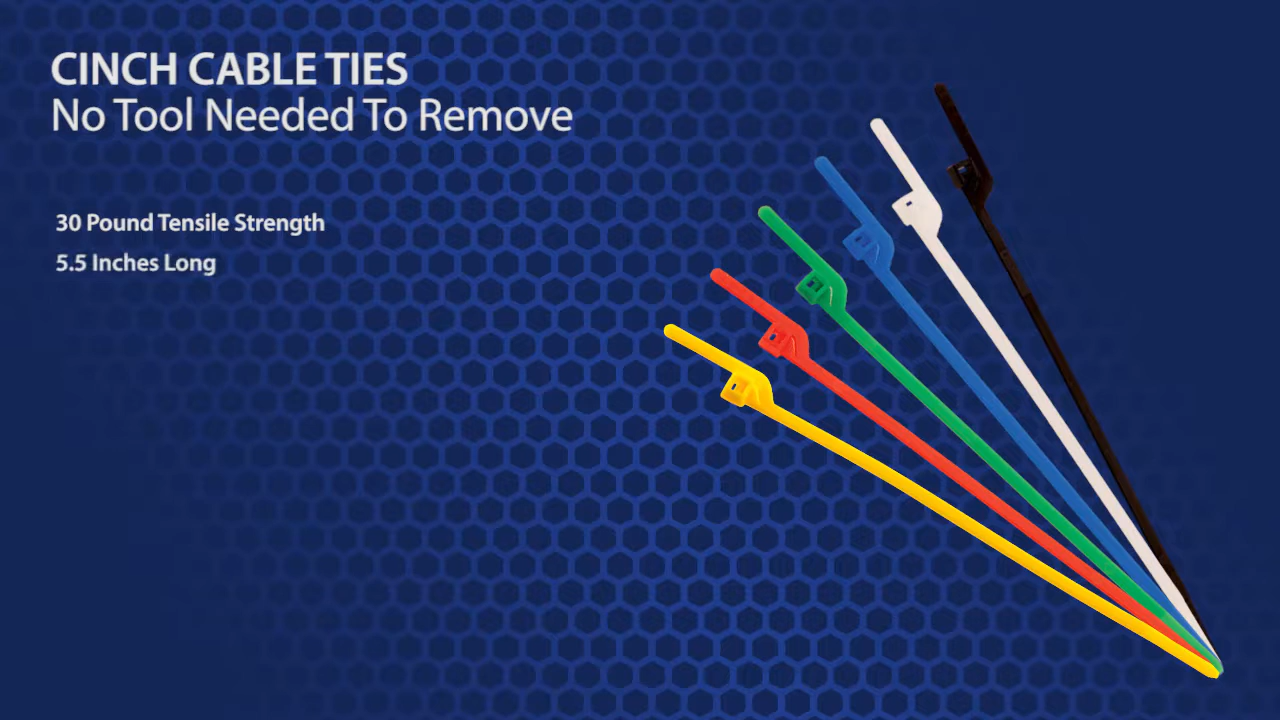 CINCH CABLE TIES
No Tool Needed To Remove
30 Pound Tensile Strength
5.5 Inches Long